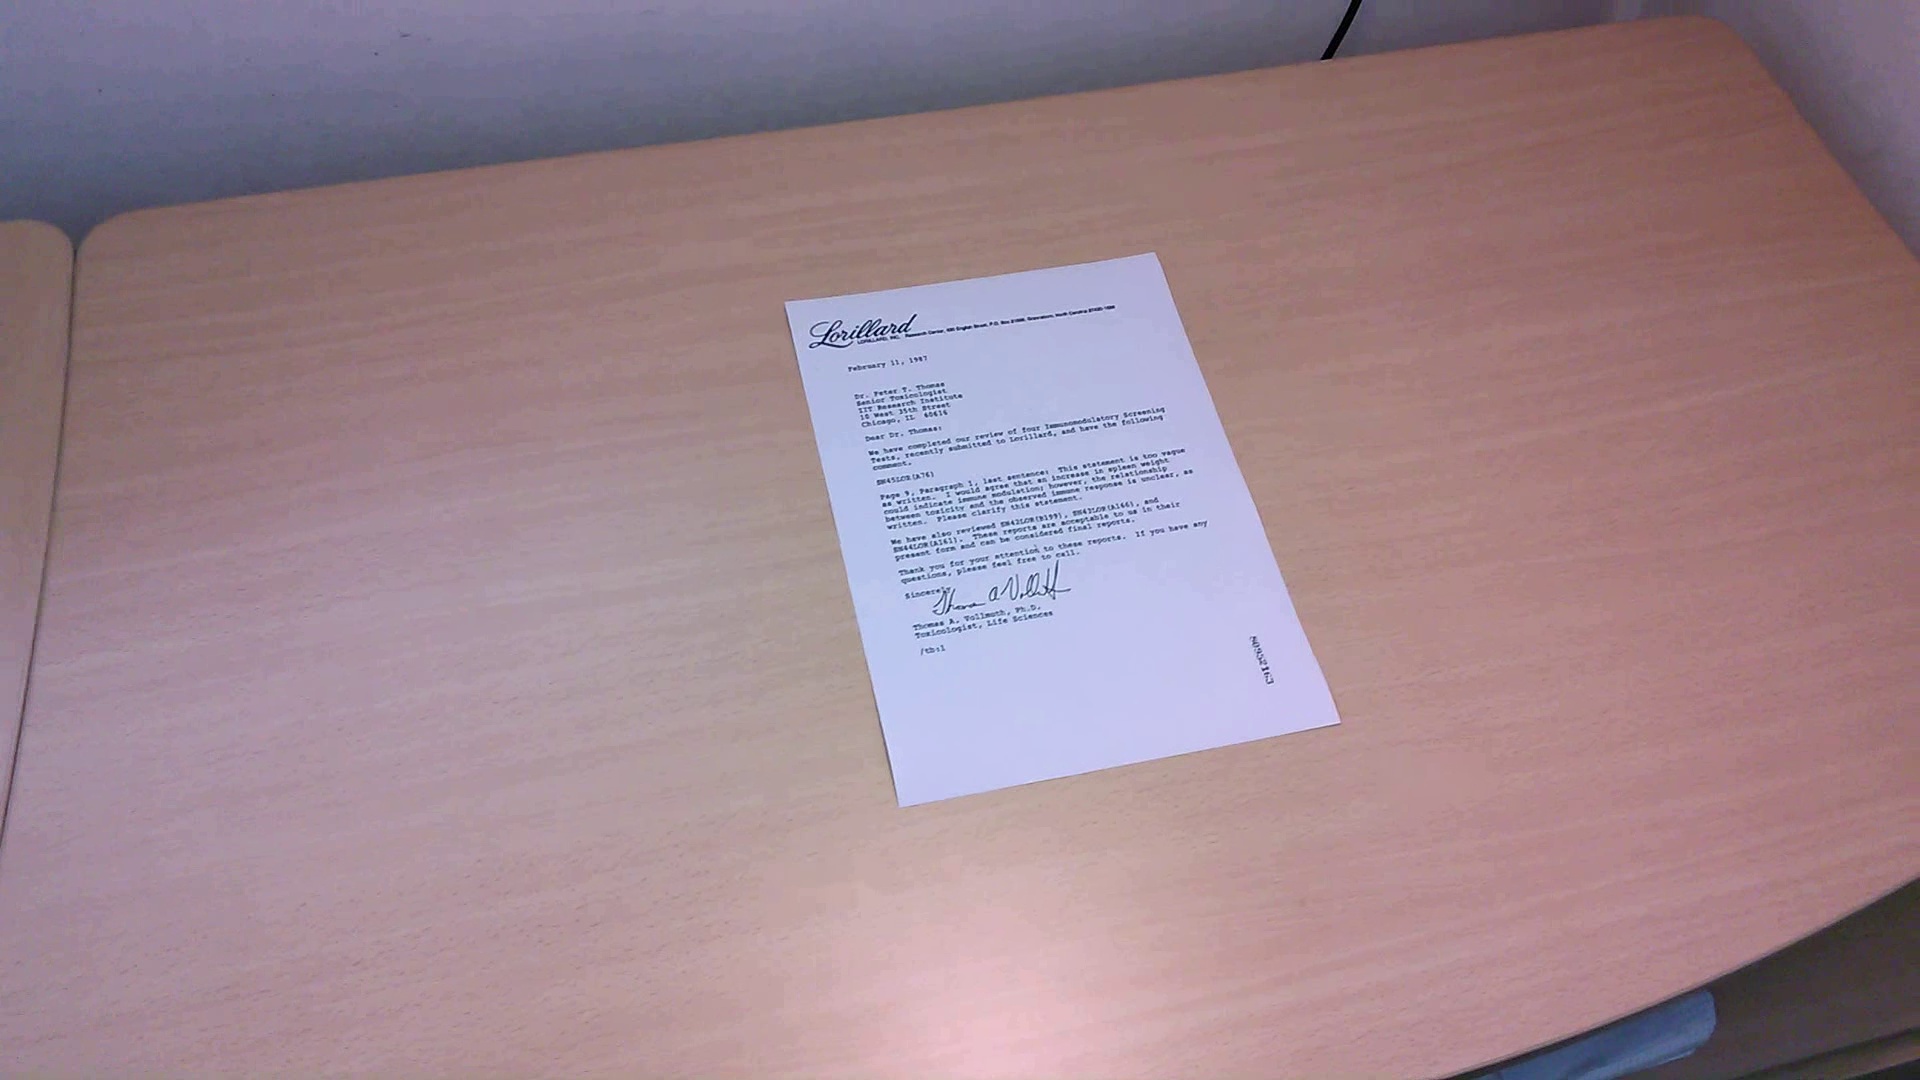 Lorillard
LORILLARD, INC. Research Center, 420 English Street, P.O. Box 21688, Greensboro, North Carolina 27420-1688
February 11, 1987
Dr. Peter T. Thomas
Senior Toxicologist
IIT Research Institute
10 West 35th Street
Chicago, IL 60616
Dear Dr. Thomas:
We have completed our review of four Immunomodulatory Screening
Tests, recently submitted to Lorillard, and have the following
comment.
SN45LOR(A76)
Page 9, Paragraph 1, last sentence: This statement is too vague
as written. I would agree that an increase in spleen weight
could indicate immune modulation; however, the relationship
between toxicity and the observed immune response is unclear, as
written. Please clarify this statement.
We have also reviewed SN42LOR(B199), SN42LOR(A166), and
SN44LOR(A161). These reports are acceptable to us in their
present form and can be considered final reports.
Thank you for your attention to these reports. If you have any
questions, please feel free to call.
Sincerely,
Thomas A Vollmuth
Thomas A. Vollmuth, Ph.D.
Toxicologist, Life Sciences
/tb:1